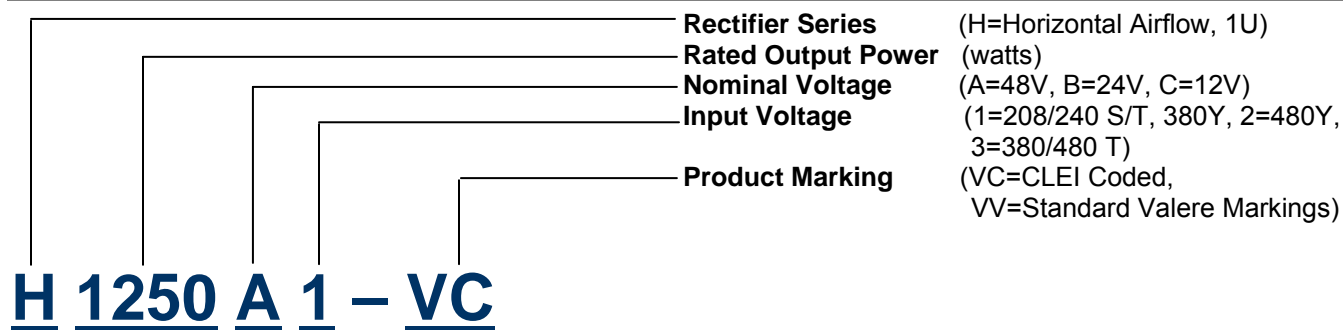 Rectifier Series (H=Horizontal Airflow, 1U)
Rated Output Power (watts)
Nominal Voltage (A=48V, B=24V, C=12V)
Input Voltage (1=208/240 S/T, 380Y, 2=480Y,
3=380/480 T)
Product Marking (VC=CLEI Coded,
VV=Standard Valere Markings)
H 1250 A 1 – VC